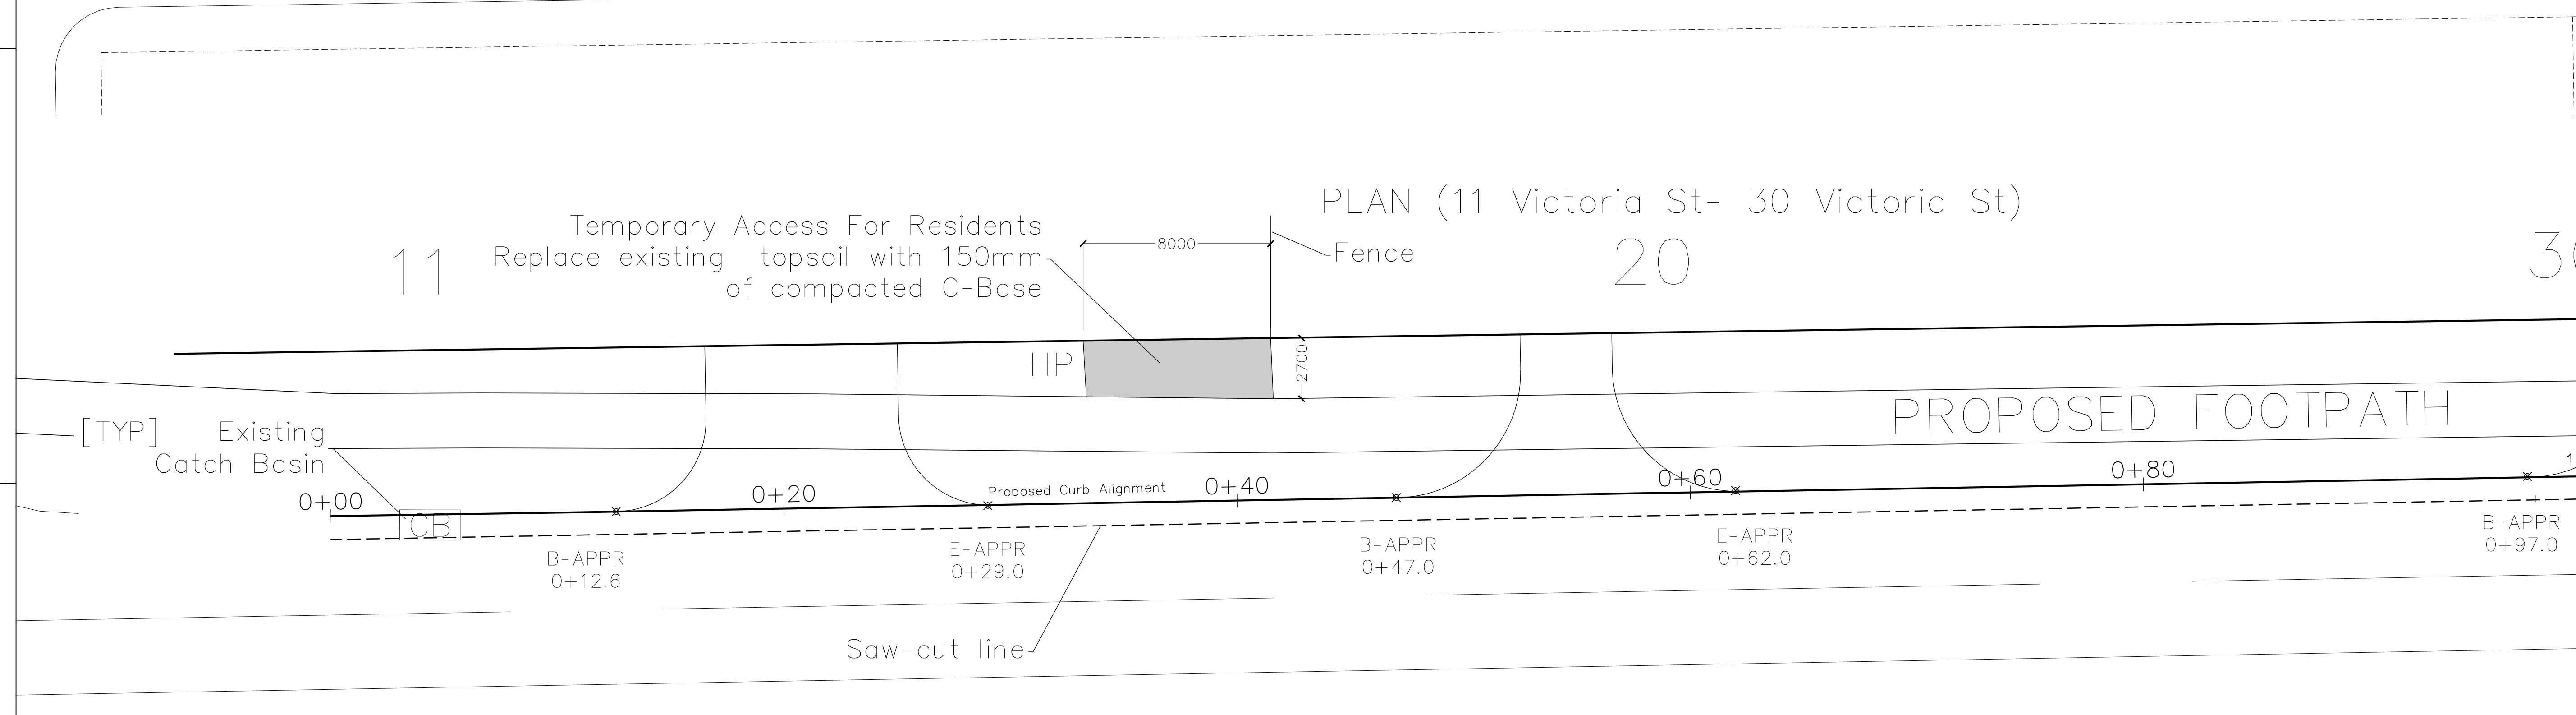 PLAN (11 Victoria St- 30 Victoria St)
Temporary Access For Residents
Replace existing topsoil with 150mm
of compacted C-Base
8000
Fence
11
20
HP
2700
PROPOSED FOOTPATH
[TYP] Existing
Catch Basin
0+00
CB
0+20
Proposed Curb Alignment
0+40
0+60
0+80
B-APPR
0+12.6
E-APPR
0+29.0
B-APPR
0+47.0
E-APPR
0+62.0
B-APPR
0+97.0
Saw-cut line